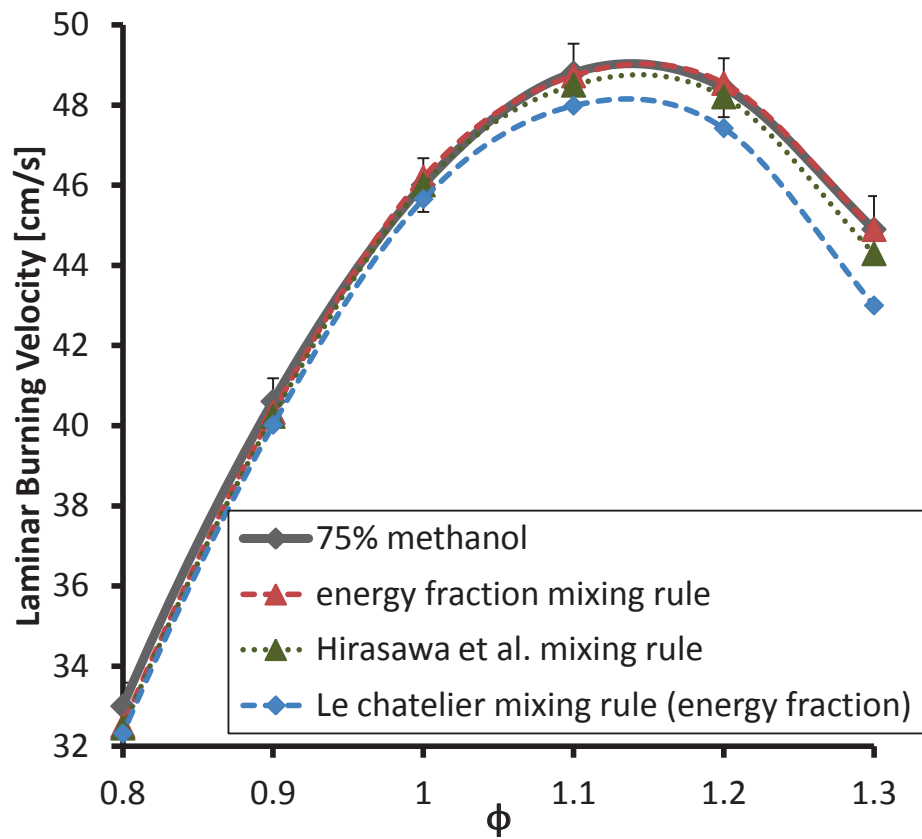 Laminar Burning Velocity [cm/s]
50
48
46
44
42
40
38
36
34
32
75% methanol
energy fraction mixing rule
Hirasawa et al. mixing rule
Le chatelier mixing rule (energy fraction)
0.8 0.9 1 1.1 1.2 1.3
ϕ